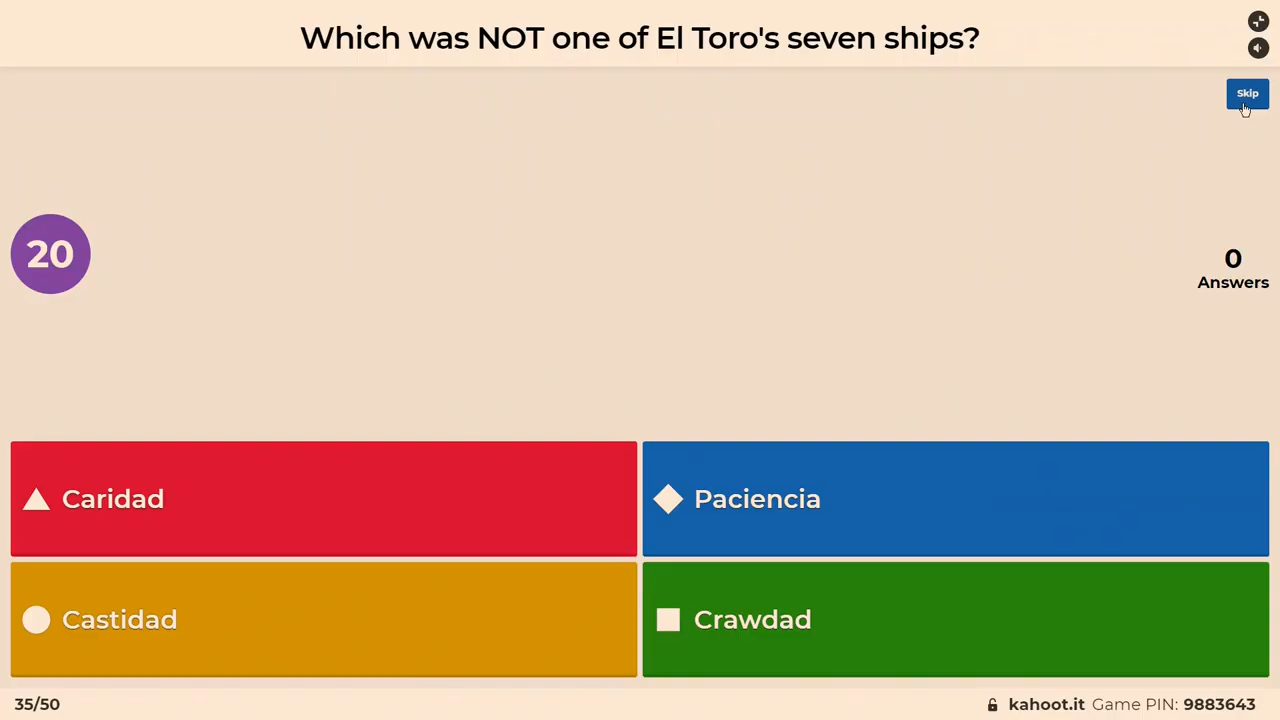 Which was NOT one of El Toro's seven ships?
Skip
20
0
Answers
Caridad
Paciencia
Castidad
Crawdad
35/50
kahoot.it Game PIN: 9883643